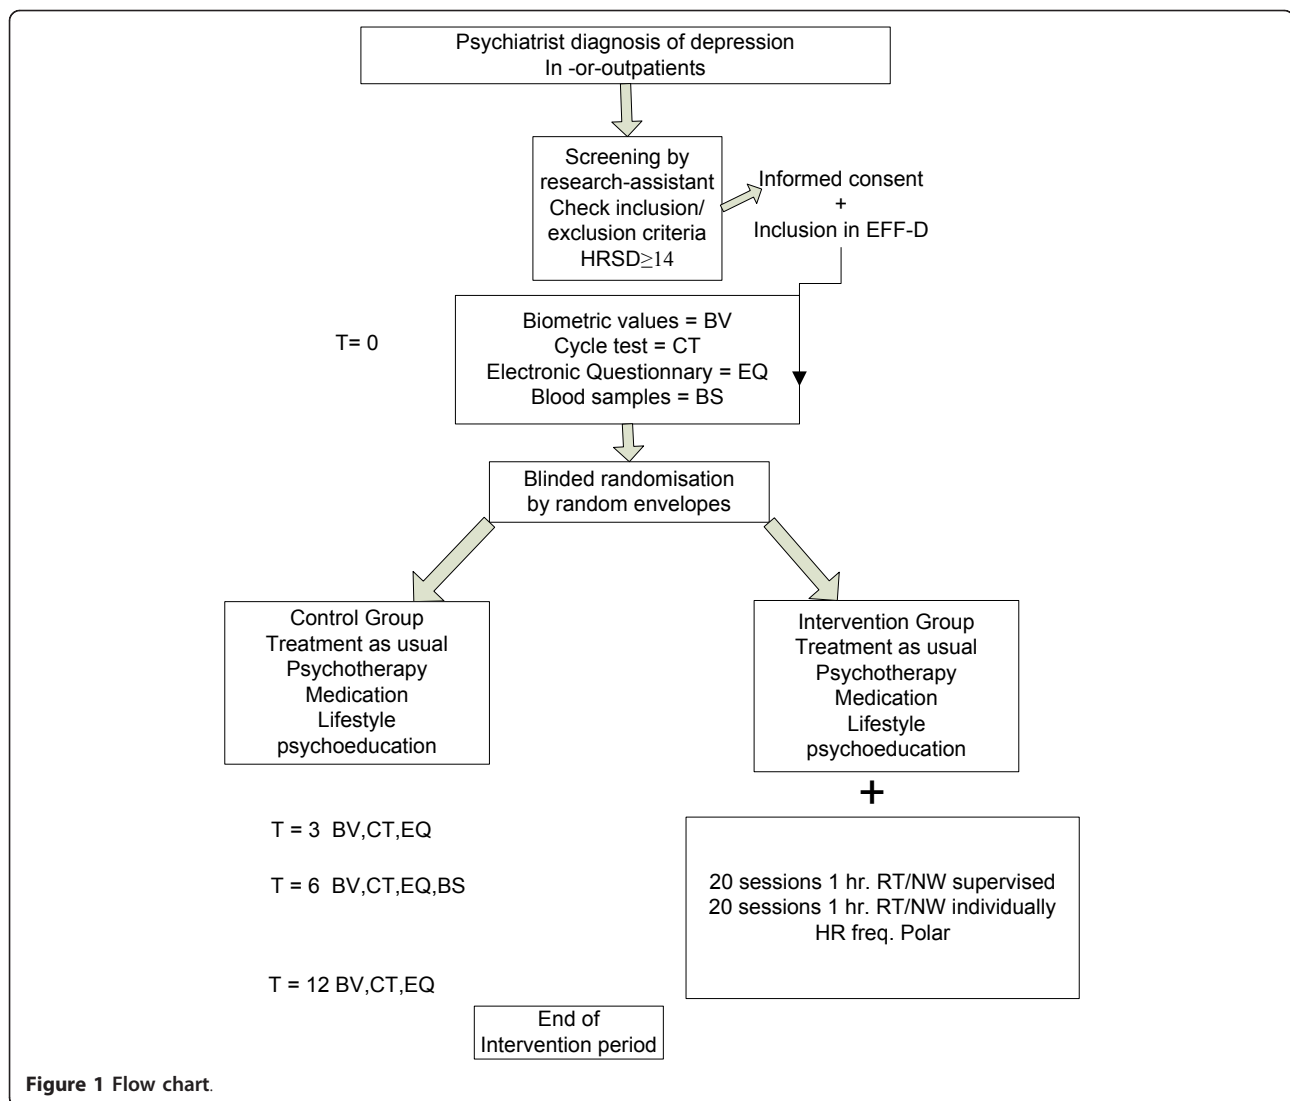 Psychiatrist diagnosis of depression
In -or-outpatients
Screening by
research-assistant
Check inclusion/
exclusion criteria
HRSD≥14
Informed consent
+
Inclusion in EFF-D
T= 0
Biometric values = BV
Cycle test = CT
Electronic Questionnary = EQ
Blood samples = BS
Blinded randomisation
by random envelopes
Control Group
Treatment as usual
Psychotherapy
Medication
Lifestyle
psychoeducation
Intervention Group
Treatment as usual
Psychotherapy
Medication
Lifestyle
psychoeducation
+
T = 3 BV,CT,EQ
T = 6 BV,CT,EQ,BS
T = 12 BV,CT,EQ
20 sessions 1 hr. RT/NW supervised
20 sessions 1 hr. RT/NW individually
HR freq. Polar
End of
Intervention period
Figure 1 Flow chart.